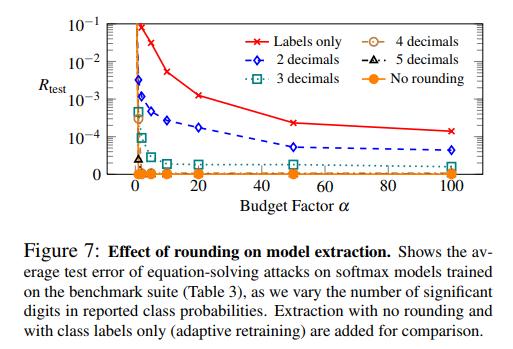 10−1
10−2
10−3
10−4
0
Rtest
Labels only
2 decimals
3 decimals
4 decimals
5 decimals
No rounding
0 20 40 60 80 100
Budget Factor α
Figure 7: Effect of rounding on model extraction. Shows the av-
erage test error of equation-solving attacks on softmax models trained
on the benchmark suite (Table 3), as we vary the number of significant
digits in reported class probabilities. Extraction with no rounding and
with class labels only (adaptive retraining) are added for comparison.